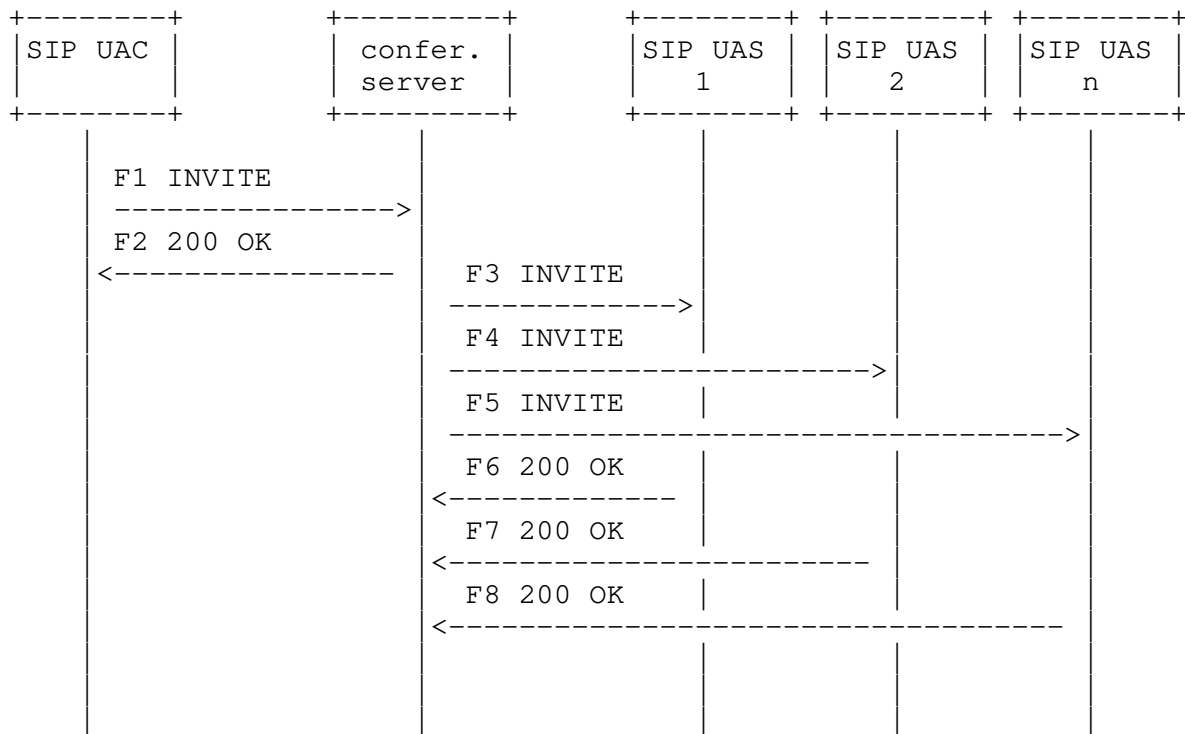 SIP UAC confer. SIP UAS SIP UAS SIP UAS
server 1 2 n
F1 INVITE
F2 200 OK
F3 INVITE
F4 INVITE
F5 INVITE
F6 200 OK
F7 200 OK
F8 200 OK